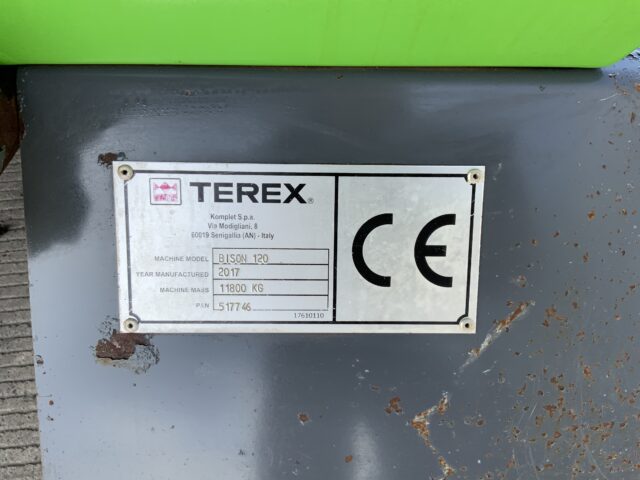 TEREX®
Komplet S.p.a.
Via Modigliani, 8
60019 Senigallia (AN) - Italy
MACHINE MODEL BISON 120
YEAR MANUFACTURED 2017
MACHINE MASS 11800 KG
P.I.N 517746
17610110
CE